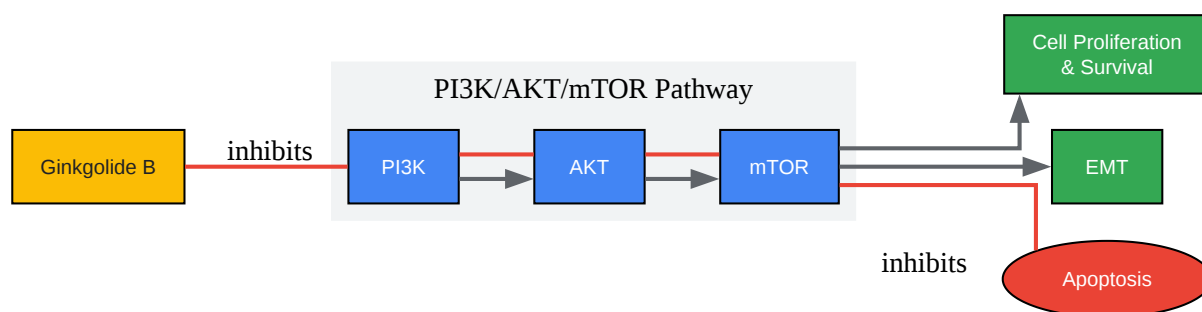 Cell Proliferation
& Survival
PI3K/AKT/mTOR Pathway
Ginkgolide B
inhibits
PI3K
AKT
mTOR
EMT
inhibits
Apoptosis